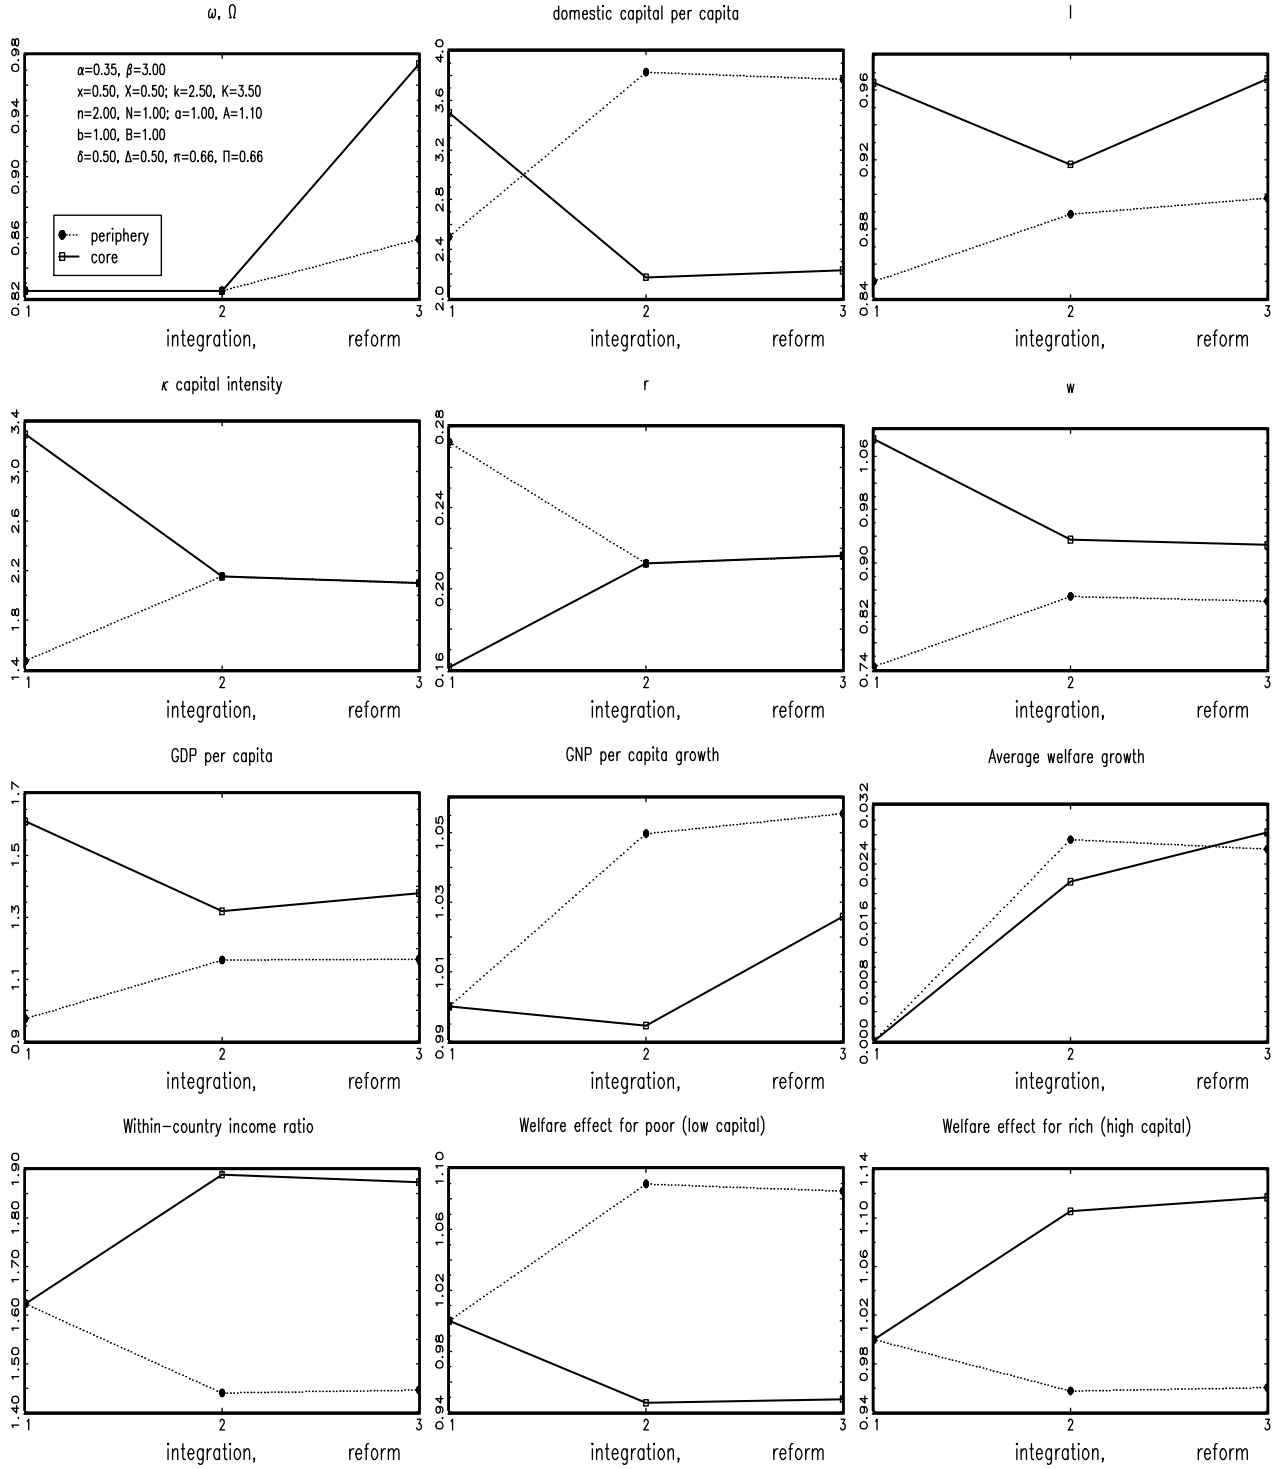 ω, Ω
0.82 0.86 0.90 0.94 0.98
α=0.35, β=3.00
x=0.50, X=0.50; k=2.50, K=3.50
n=2.00, N=1.00; a=1.00, A=1.10
b=1.00, B=1.00
δ=0.50, Δ=0.50, π=0.66, Π=0.66
periphery
core
1 2 3
integration, reform
domestic capital per capita
2.0 2.4 2.8 3.2 3.6 4.0
1 2 3
integration, reform
l
0.84 0.88 0.92 0.96
1 2 3
integration, reform
κ capital intensity
1.4 1.8 2.2 2.6 3.0 3.4
1 2 3
integration, reform
r
0.16 0.20 0.24 0.28
1 2 3
integration, reform
w
0.74 0.82 0.90 0.98 1.06
1 2 3
integration, reform
GDP per capita
0.9 1.1 1.3 1.5 1.7
1 2 3
integration, reform
GNP per capita growth
0.99 1.01 1.03 1.05
1 2 3
integration, reform
Average welfare growth
0.000 0.008 0.016 0.024 0.032
1 2 3
integration, reform
Within-country income ratio
1.40 1.50 1.60 1.70 1.80 1.90
1 2 3
integration, reform
Welfare effect for poor (low capital)
0.94 0.98 1.02 1.06 1.10
1 2 3
integration, reform
Welfare effect for rich (high capital)
0.94 0.98 1.02 1.06 1.10 1.14
1 2 3
integration, reform